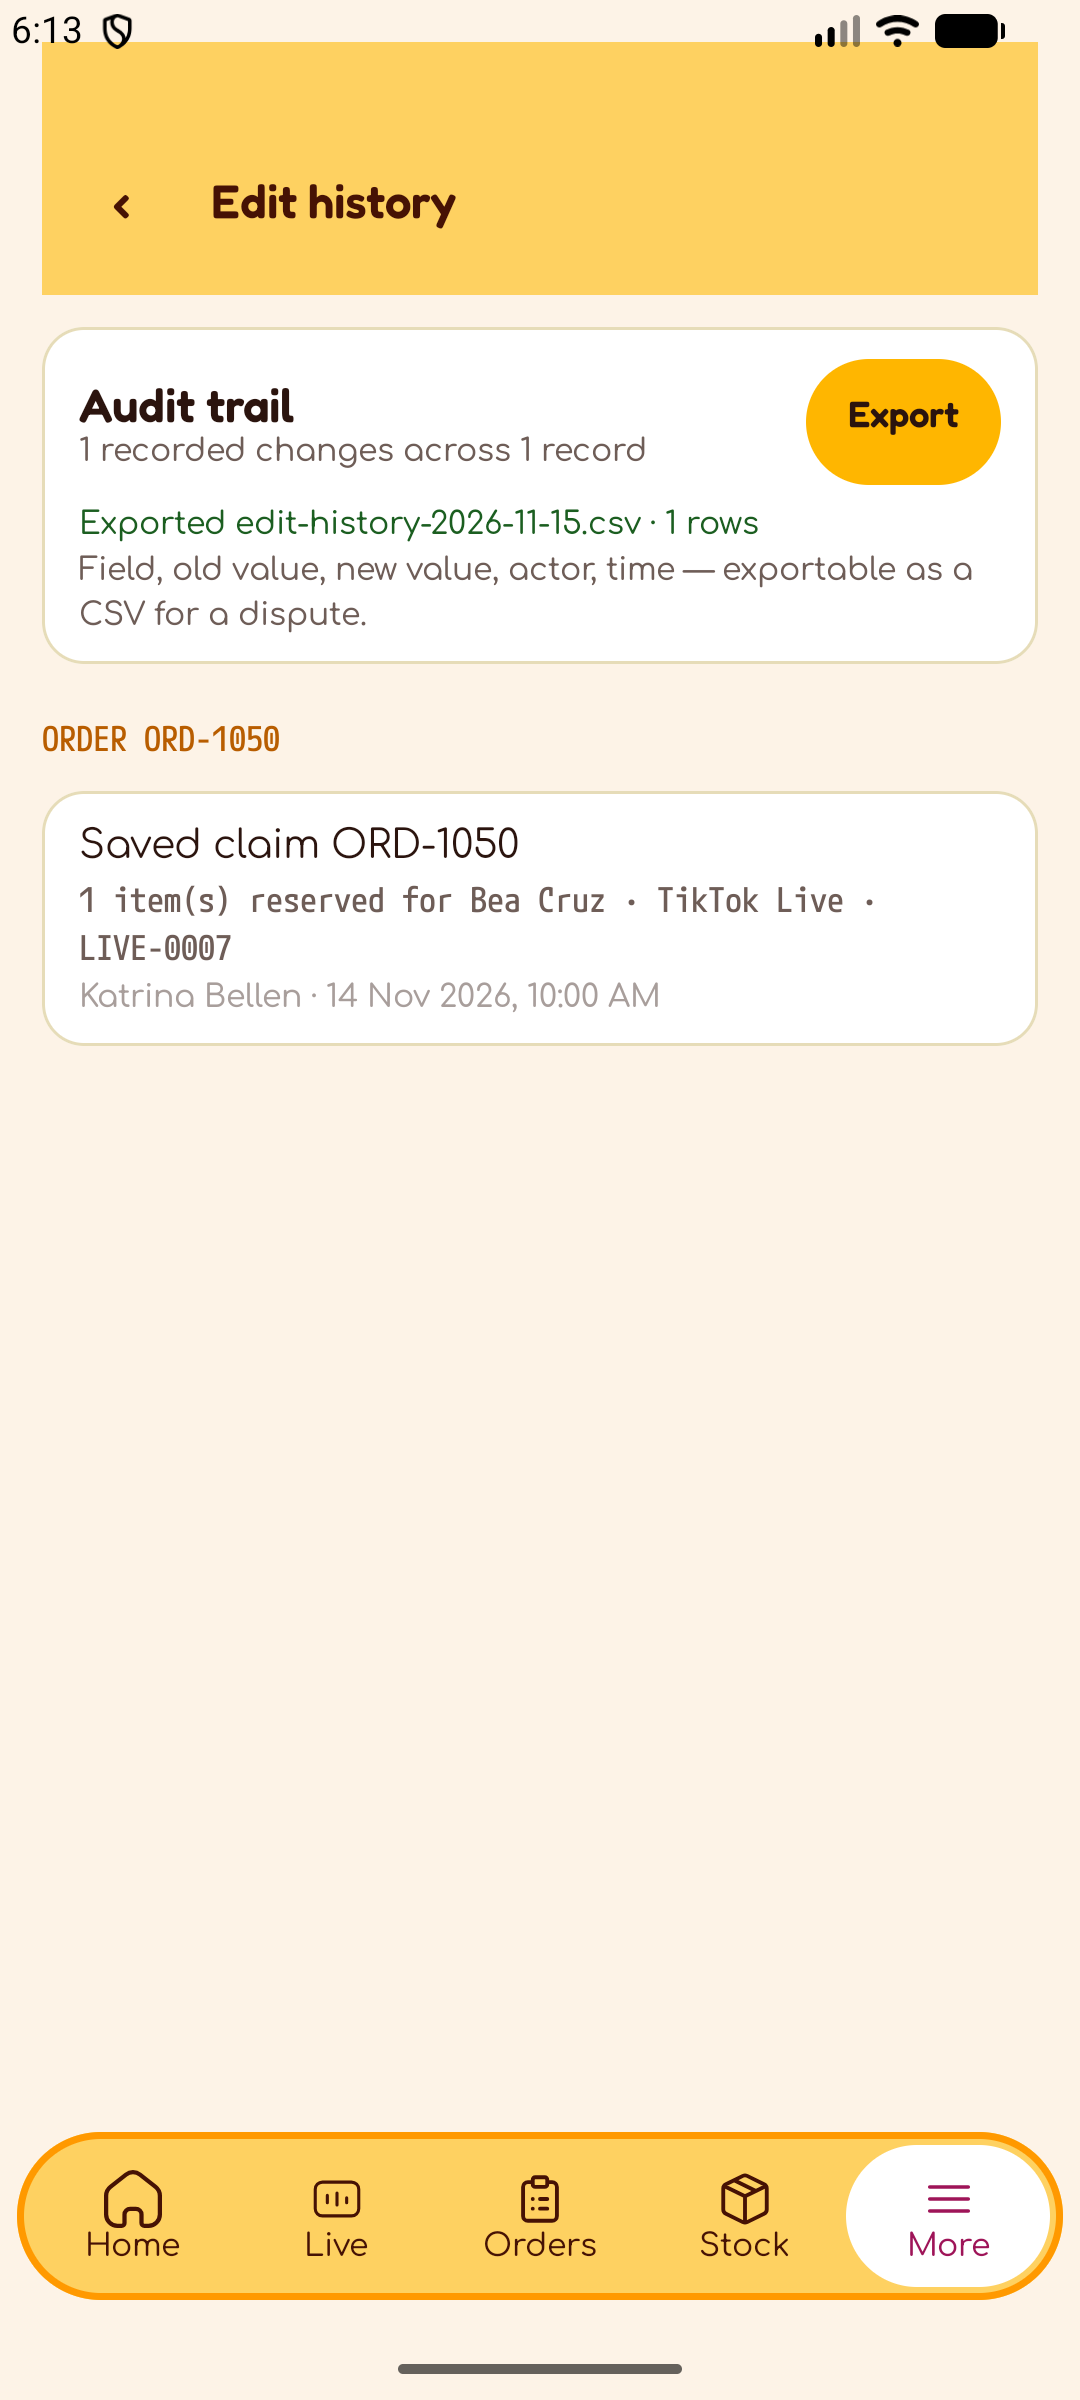 6:13
Edit history
Audit trail
1 recorded changes across 1 record
Export
Exported edit-history-2026-11-15.csv · 1 rows
Field, old value, new value, actor, time — exportable as a
CSV for a dispute.
ORDER ORD-1050
Saved claim ORD-1050
1 item(s) reserved for Bea Cruz · TikTok Live ·
LIVE-0007
Katrina Bellen · 14 Nov 2026, 10:00 AM
Home
Live
Orders
Stock
More